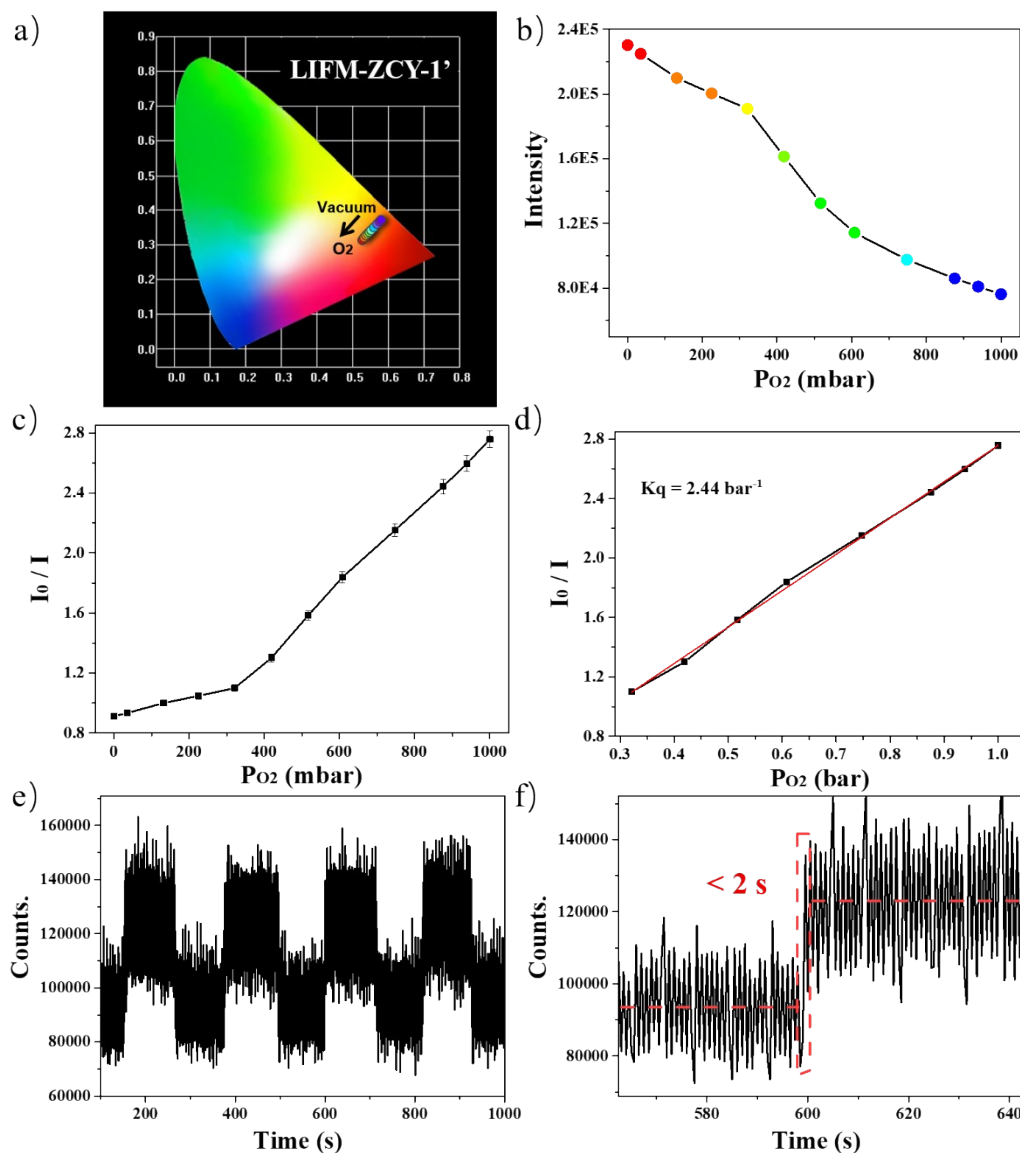 a)
LIFM-ZCY-1’
Vacuum
O2
0.9
0.8
0.7
0.6
0.5
0.4
0.3
0.2
0.1
0.0
0.0 0.1 0.2 0.3 0.4 0.5 0.6 0.7 0.8
b)
Intensity
2.4E5
2.0E5
1.6E5
1.2E5
8.0E4
0 200 400 600 800 1000
PO2 (mbar)
c)
I0 / I
2.8
2.4
2.0
1.6
1.2
0.8
0 200 400 600 800 1000
PO2 (mbar)
d)
Kq = 2.44 bar-1
I0 / I
2.8
2.4
2.0
1.6
1.2
0.8
0.3 0.4 0.5 0.6 0.7 0.8 0.9 1.0
PO2 (bar)
e)
Counts.
160000
140000
120000
100000
80000
60000
200 400 600 800 1000
Time (s)
f)
< 2 s
Counts.
140000
120000
100000
80000
580 600 620 640
Time (s)